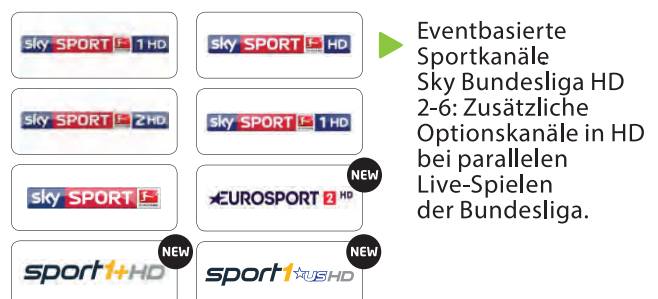 sky SPORT 1 HD
sky SPORT HD
sky SPORT 2 HD
sky SPORT 1 HD
sky SPORT
EUROSPORT 2 HD
NEW
sport1+HD
NEW
sport1 US HD
NEW
Eventbasierte
Sportkanäle
Sky Bundesliga HD
2-6: Zusätzliche
Optionskanäle in HD
bei parallelen
Live-Spielen
der Bundesliga.